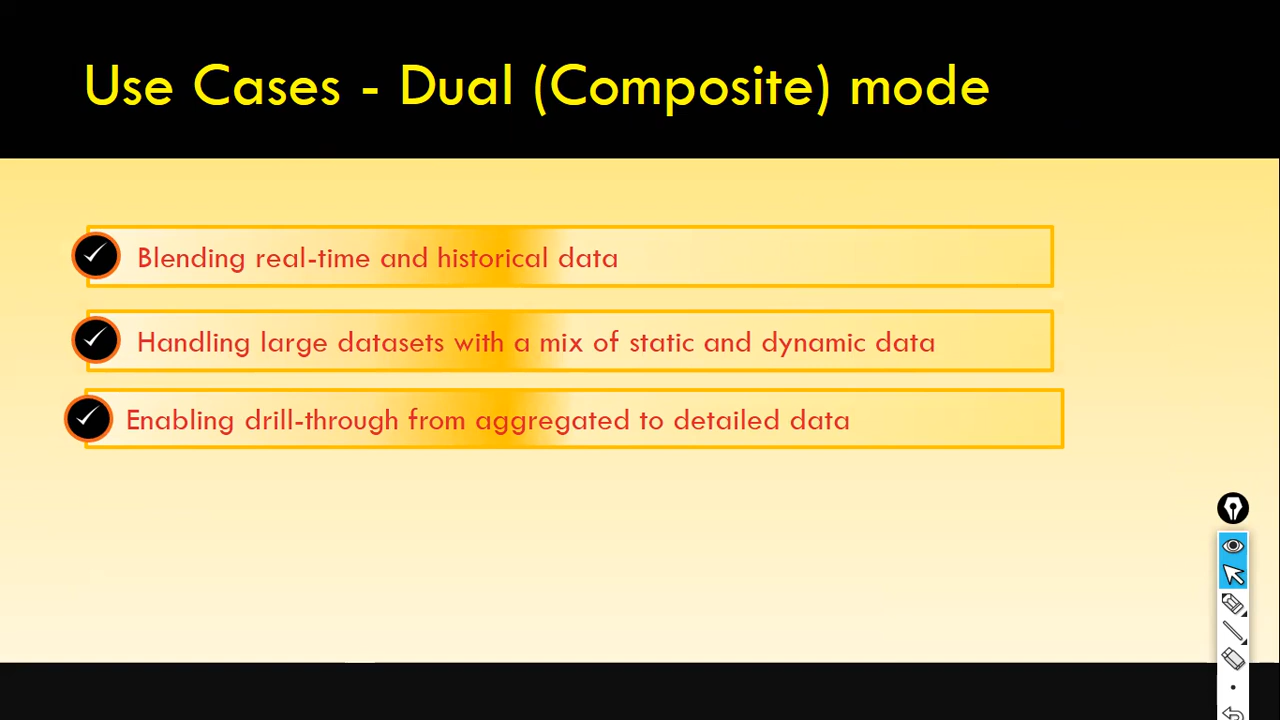 Use Cases - Dual (Composite) mode
Blending real-time and historical data
Handling large datasets with a mix of static and dynamic data
Enabling drill-through from aggregated to detailed data